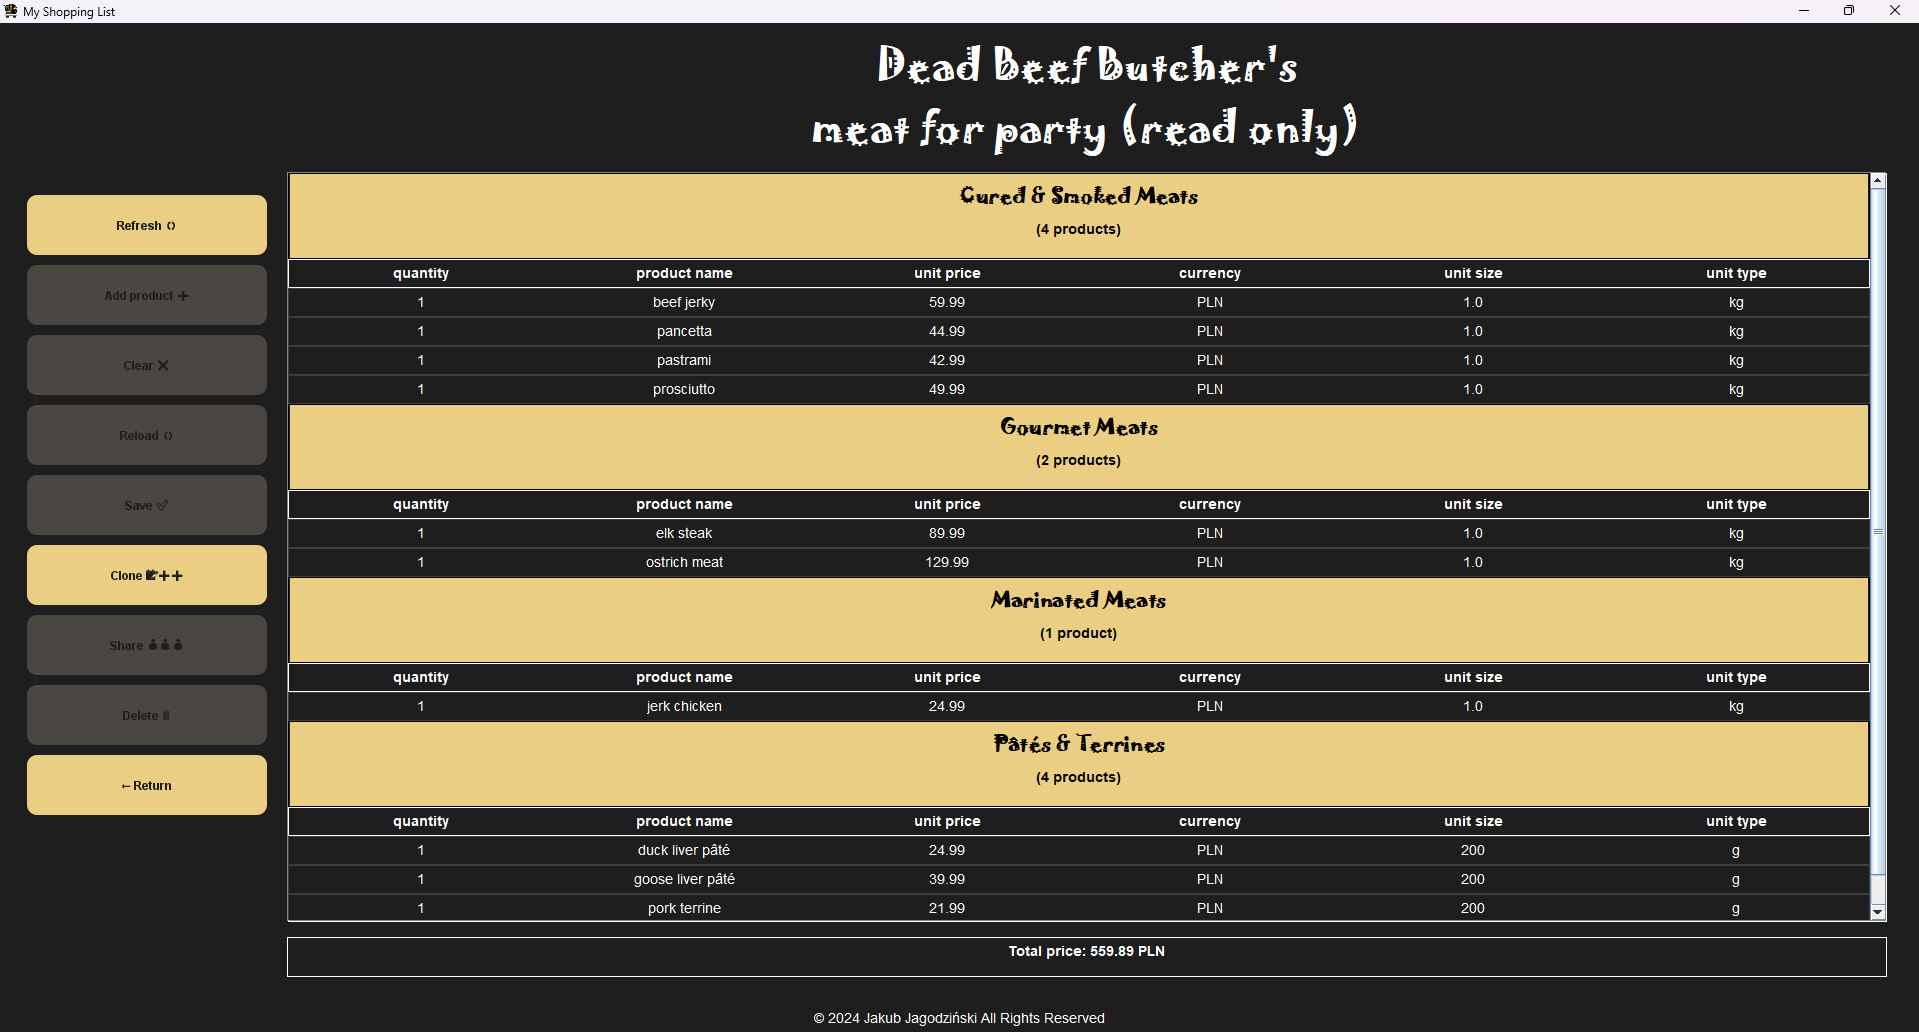 My Shopping List
Dead Beef Butcher's
meat for party (read only)
Refresh
Add product
Clear
Reload
Save
Clone
Share
Delete
←Return
Cured & Smoked Meats
(4 products)
quantity product name unit price currency unit size unit type
1 beef jerky 59.99 PLN 1.0 kg
1 pancetta 44.99 PLN 1.0 kg
1 pastrami 42.99 PLN 1.0 kg
1 prosciutto 49.99 PLN 1.0 kg
Gourmet Meats
(2 products)
quantity product name unit price currency unit size unit type
1 elk steak 89.99 PLN 1.0 kg
1 ostrich meat 129.99 PLN 1.0 kg
Marinated Meats
(1 product)
quantity product name unit price currency unit size unit type
1 jerk chicken 24.99 PLN 1.0 kg
Pâtés & Terrines
(4 products)
quantity product name unit price currency unit size unit type
1 duck liver pâté 24.99 PLN 200 g
1 goose liver pâté 39.99 PLN 200 g
1 pork terrine 21.99 PLN 200 g
Total price: 559.89 PLN
© 2024 Jakub Jagodziński All Rights Reserved